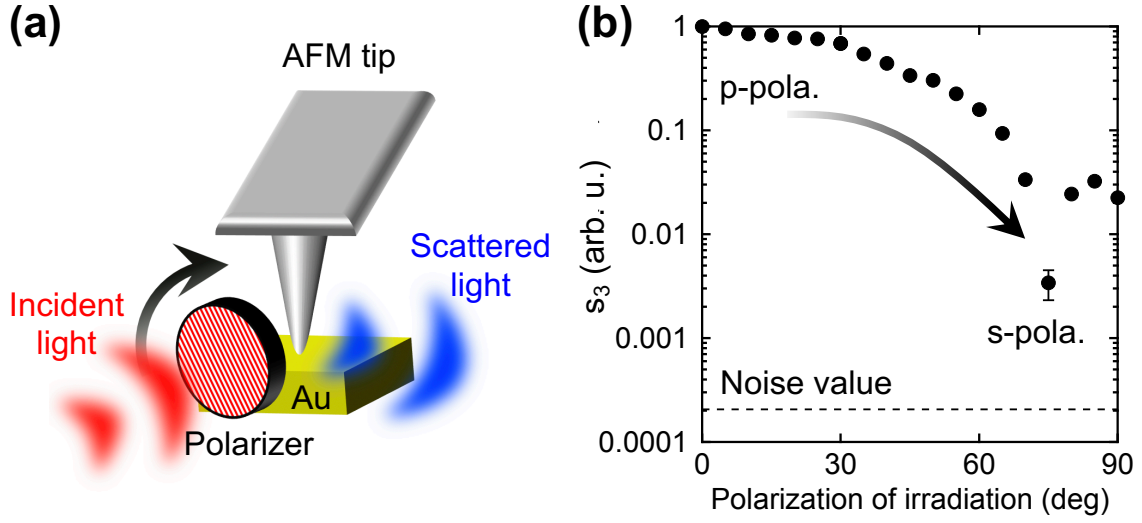 (a)
AFM tip
Scattered
light
Incident
light
Au
Polarizer
(b)
s₃ (arb. u.)
1
0.1
0.01
0.001
0.0001
p-pola.
s-pola.
Noise value
0
30
60
90
Polarization of irradiation (deg)